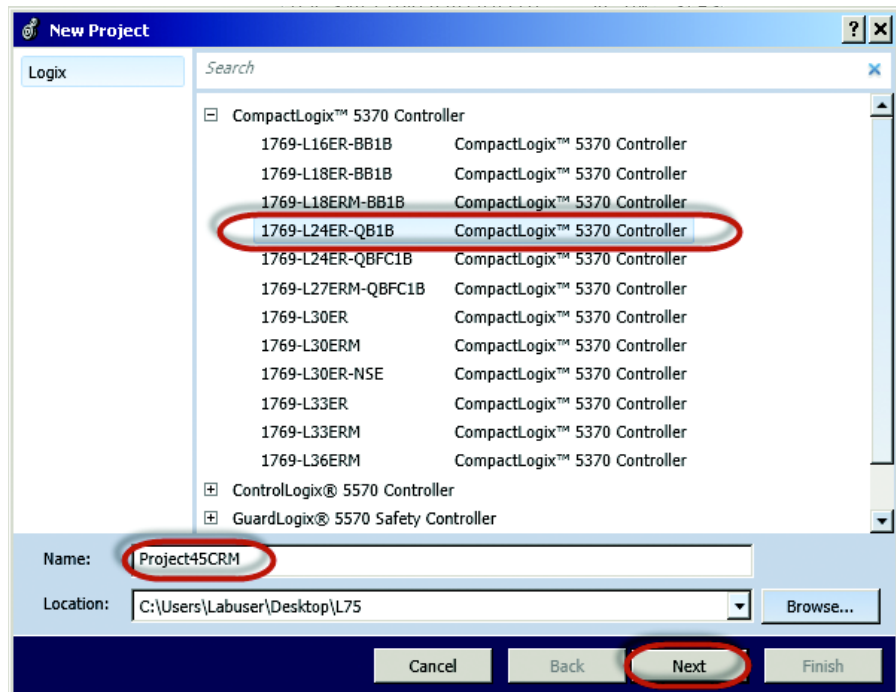 New Project
? X
Logix
Search
CompactLogix™ 5370 Controller
1769-L16ER-BB1B CompactLogix™ 5370 Controller
1769-L18ER-BB1B CompactLogix™ 5370 Controller
1769-L18ERM-BB1B CompactLogix™ 5370 Controller
1769-L24ER-QB1B CompactLogix™ 5370 Controller
1769-L24ER-QBFC1B CompactLogix™ 5370 Controller
1769-L27ERM-QBFC1B CompactLogix™ 5370 Controller
1769-L30ER CompactLogix™ 5370 Controller
1769-L30ERM CompactLogix™ 5370 Controller
1769-L30ER-NSE CompactLogix™ 5370 Controller
1769-L33ER CompactLogix™ 5370 Controller
1769-L33ERM CompactLogix™ 5370 Controller
1769-L36ERM CompactLogix™ 5370 Controller
ControlLogix® 5570 Controller
GuardLogix® 5570 Safety Controller
Name: Project45CRM
Location: C:\Users\Labuser\Desktop\L75 Browse...
Cancel Back Next Finish